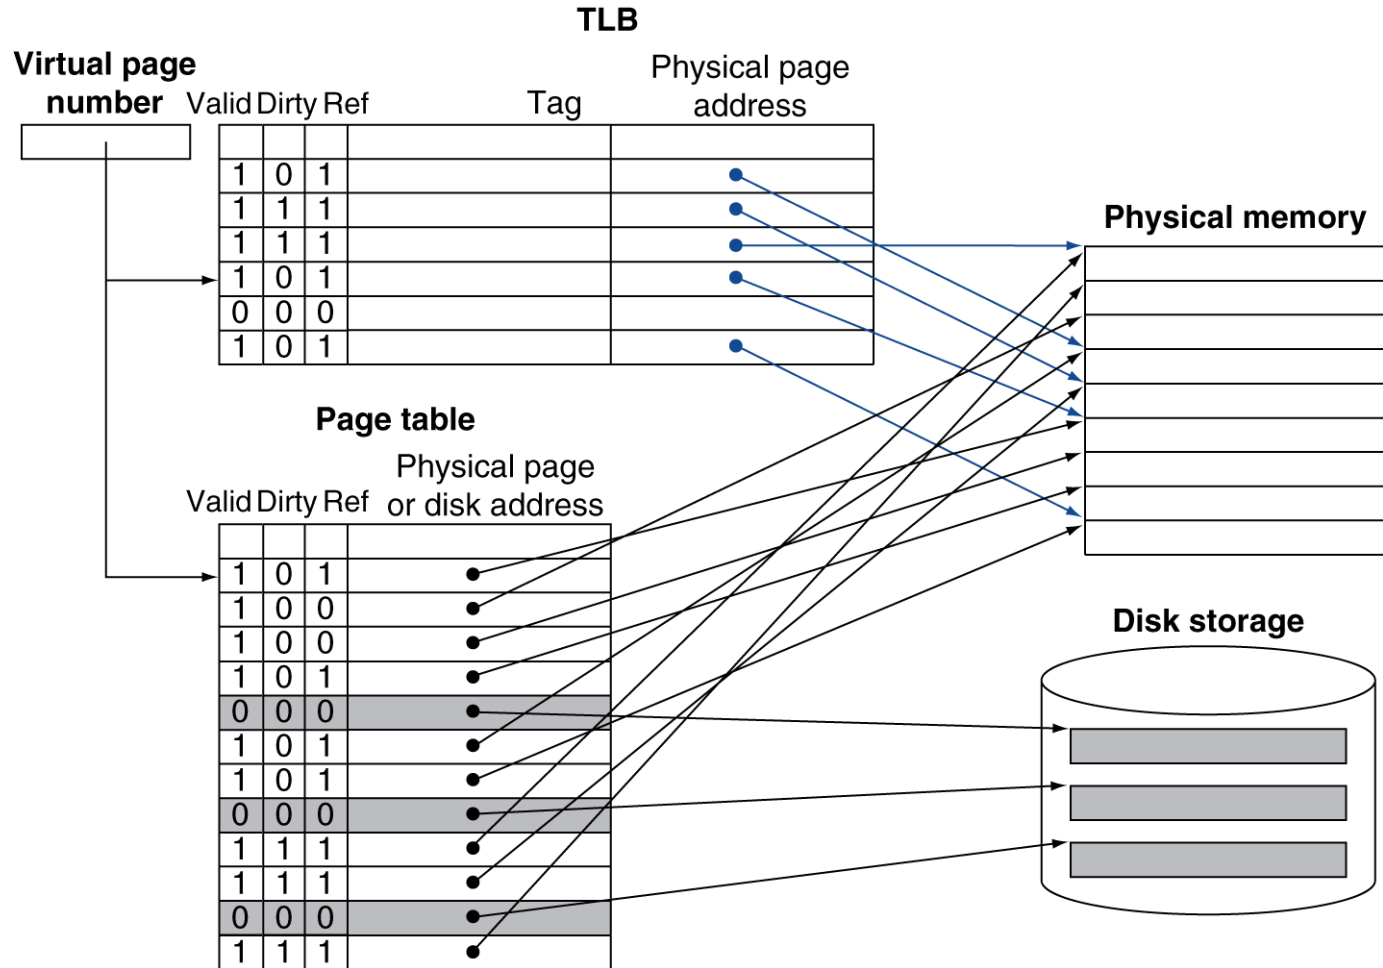 TLB
Virtual page
number
Valid Dirty Ref
Tag
Physical page
address
1 0 1
1 1 1
1 1 1
1 0 1
0 0 0
1 0 1
Physical memory
Page table
Physical page
or disk address
Valid Dirty Ref
1 0 1
1 0 0
1 0 0
1 0 1
0 0 0
1 0 1
1 0 1
0 0 0
1 1 1
1 1 1
0 0 0
1 1 1
Disk storage